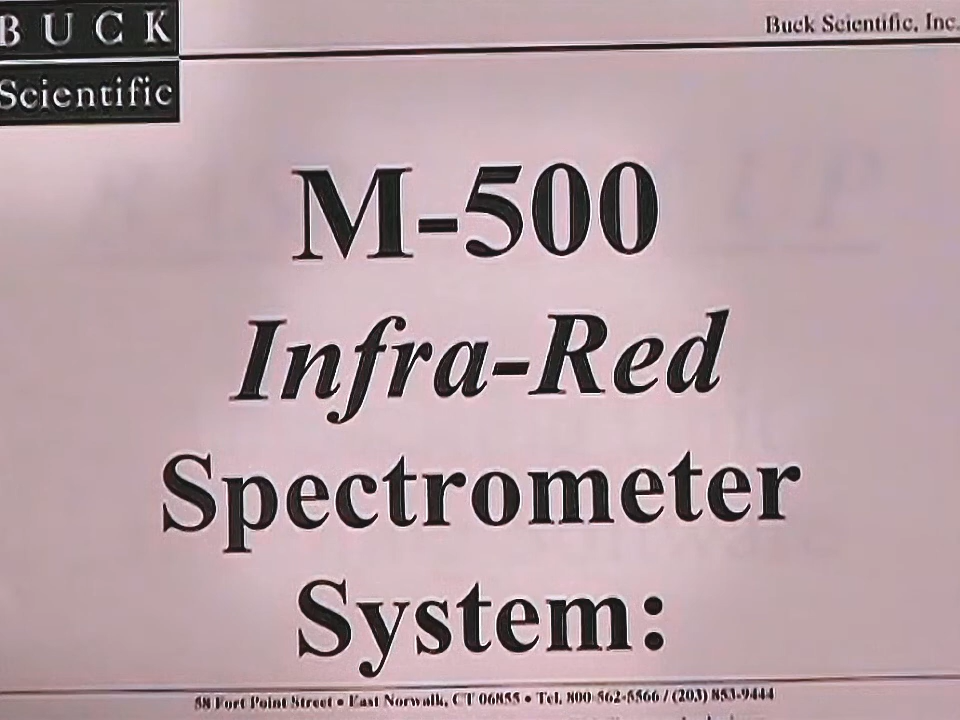 BUCK
Scientific
Buck Scientific, Inc.
M-500
Infra-Red
Spectrometer
System:
58 Fort Point Street • East Norwalk, CT 06855 • Tel. 800-562-5566 / (203) 853-9444